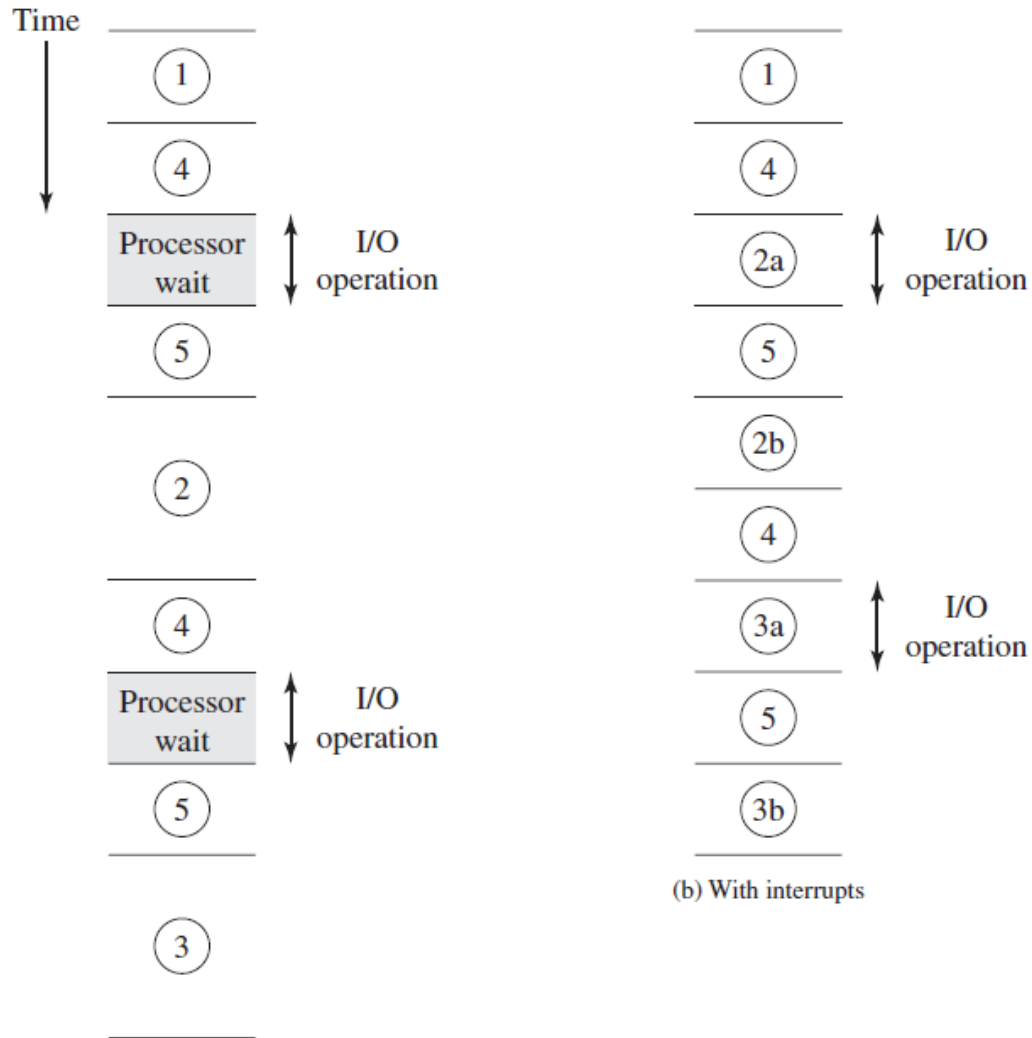 Time
1
4
Processor
wait
I/O
operation
5
2
4
Processor
wait
I/O
operation
5
3
1
4
2a
I/O
operation
5
2b
4
3a
I/O
operation
5
3b
(b) With interrupts